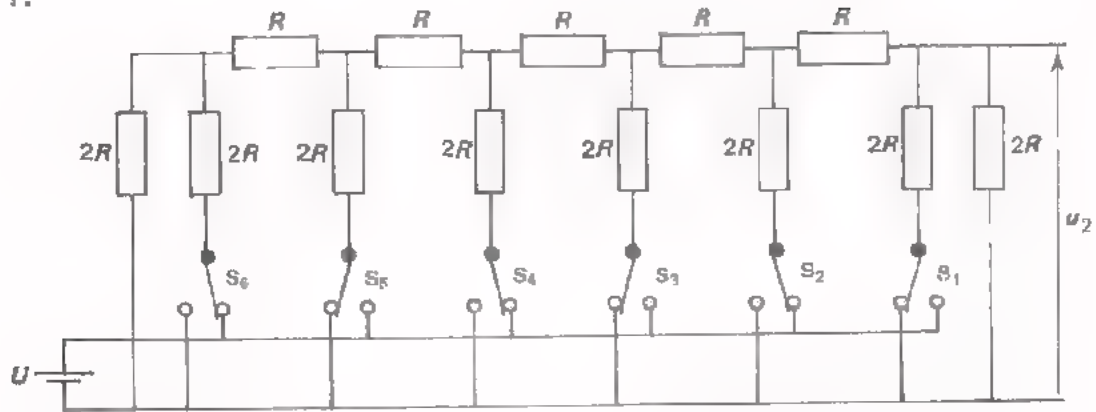 R R R R R
2R 2R 2R 2R 2R 2R 2R 2R
u₂
S₆ S₅ S₄ S₃ S₂ S₁
U